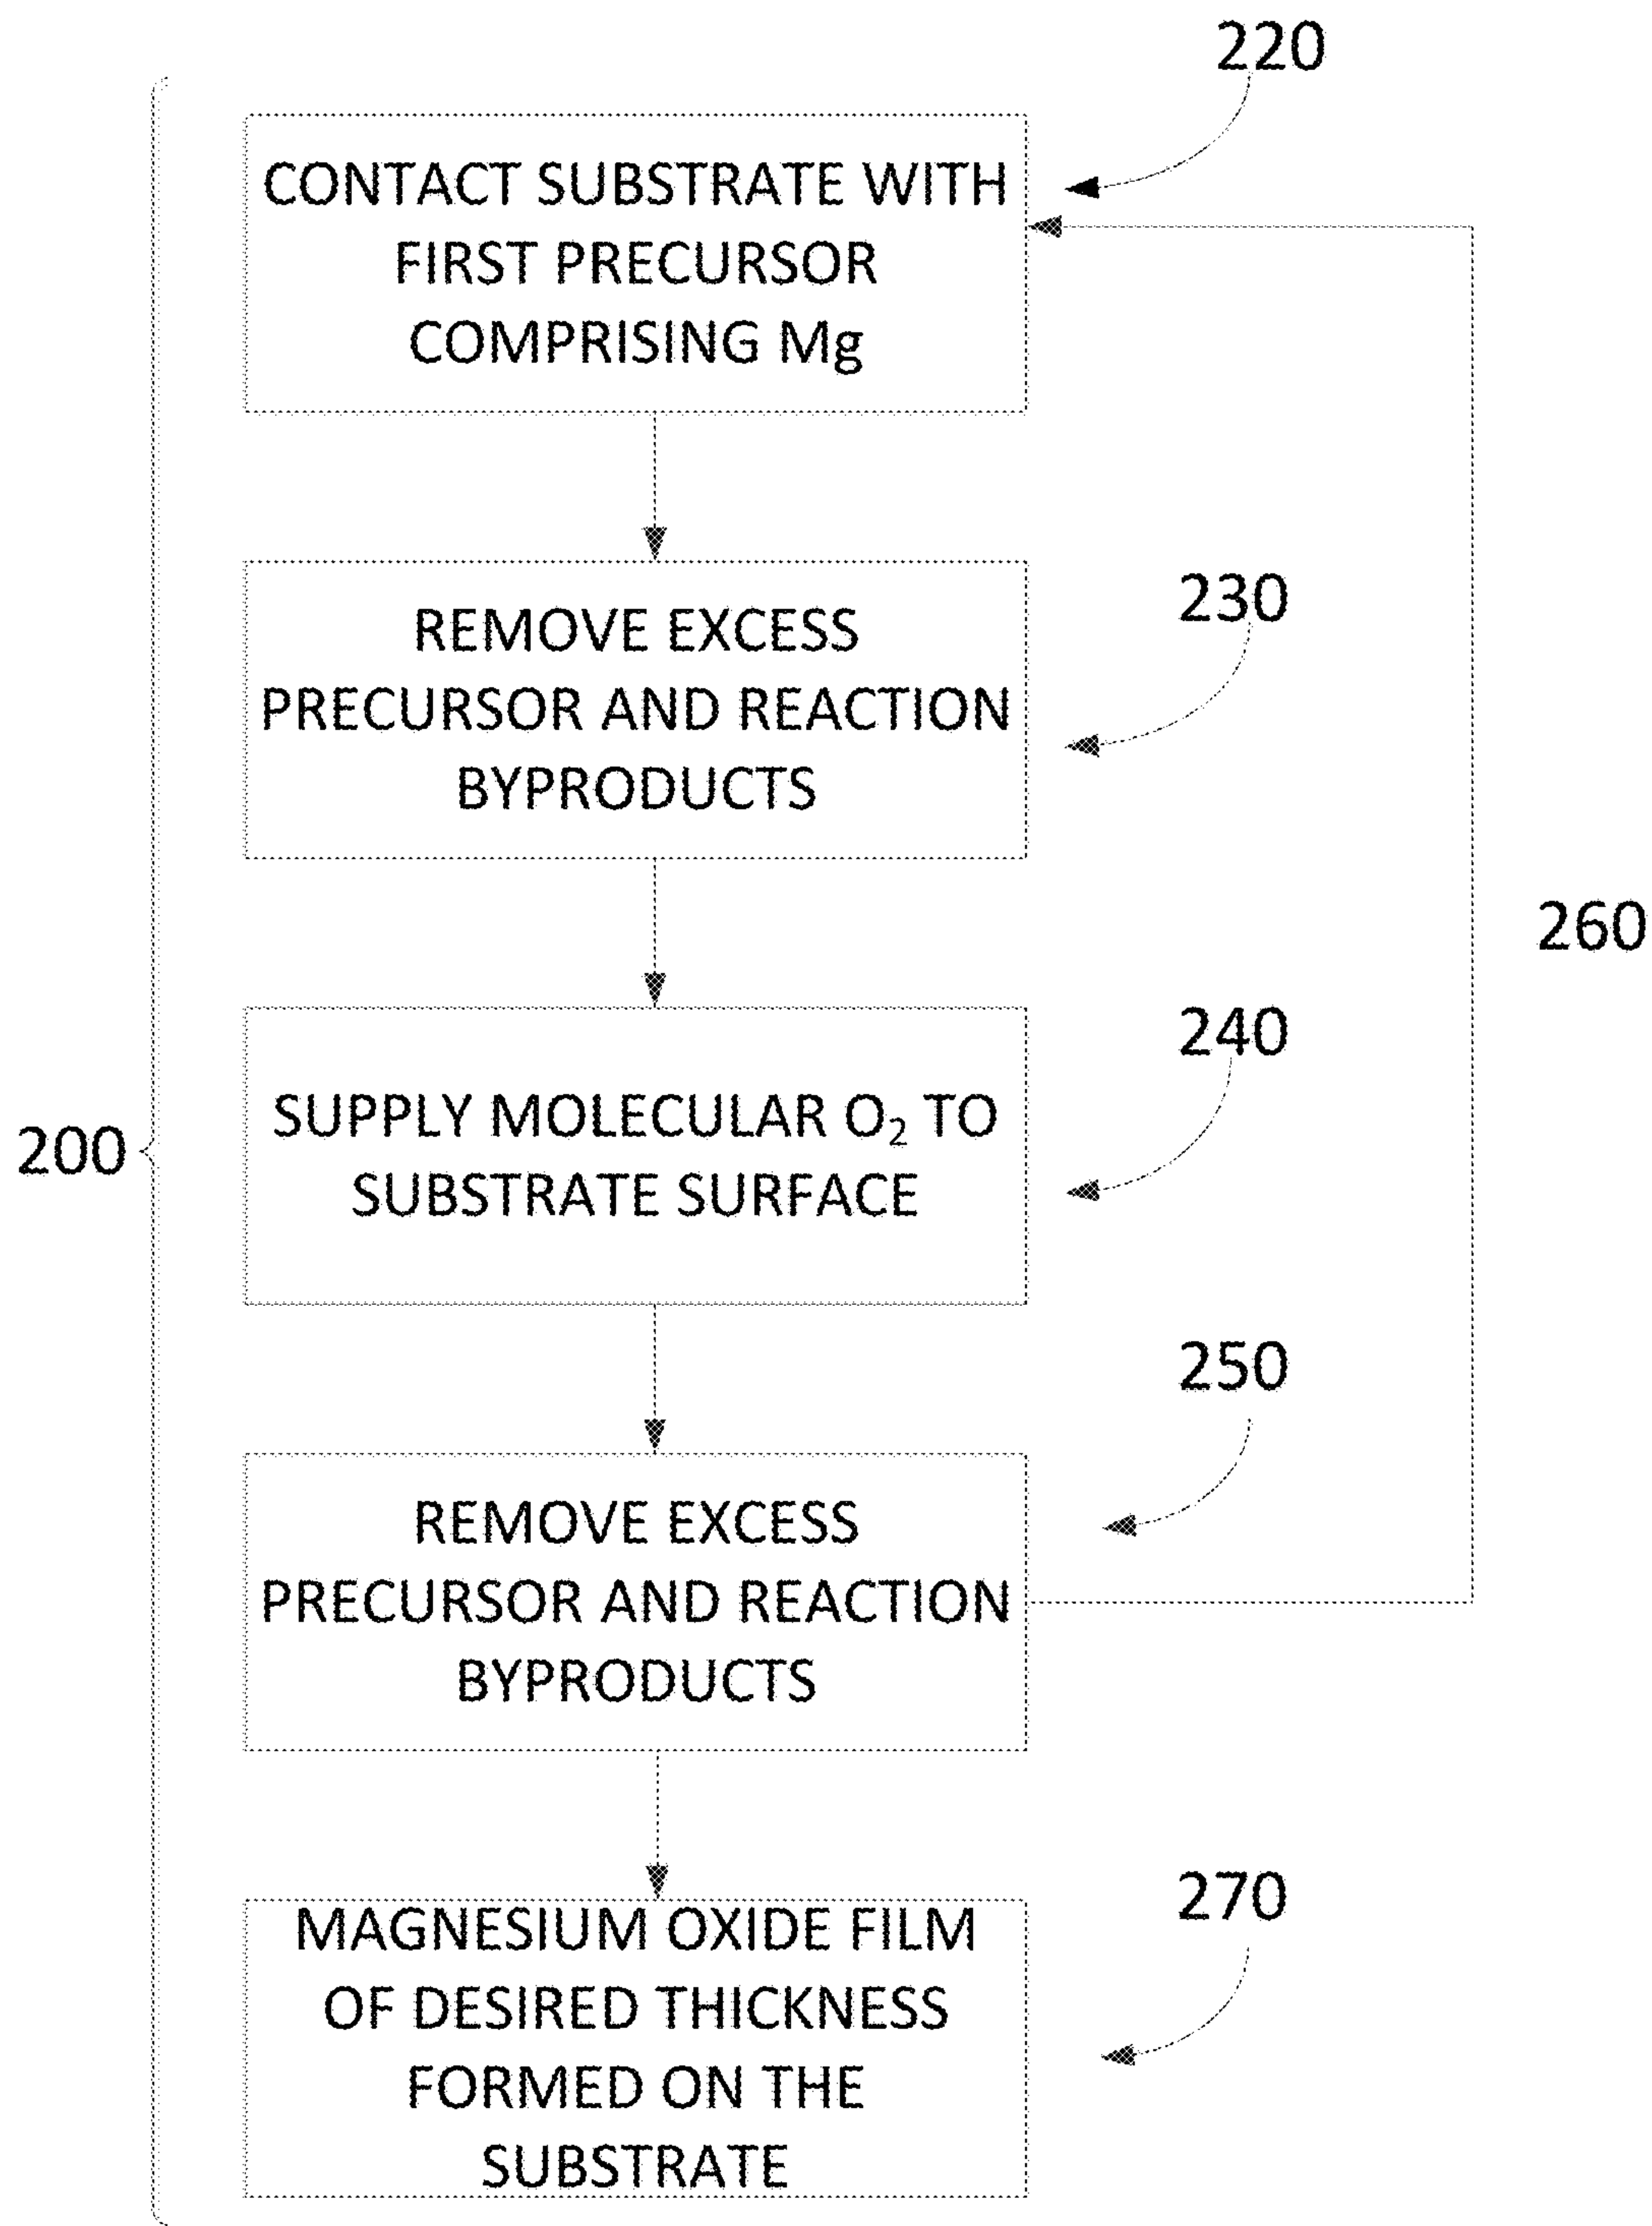 220
CONTACT SUBSTRATE WITH
FIRST PRECURSOR
COMPRISING Mg
230
REMOVE EXCESS
PRECURSOR AND REACTION
BYPRODUCTS
260
240
SUPPLY MOLECULAR O₂ TO
SUBSTRATE SURFACE
200
250
REMOVE EXCESS
PRECURSOR AND REACTION
BYPRODUCTS
270
MAGNESIUM OXIDE FILM
OF DESIRED THICKNESS
FORMED ON THE
SUBSTRATE